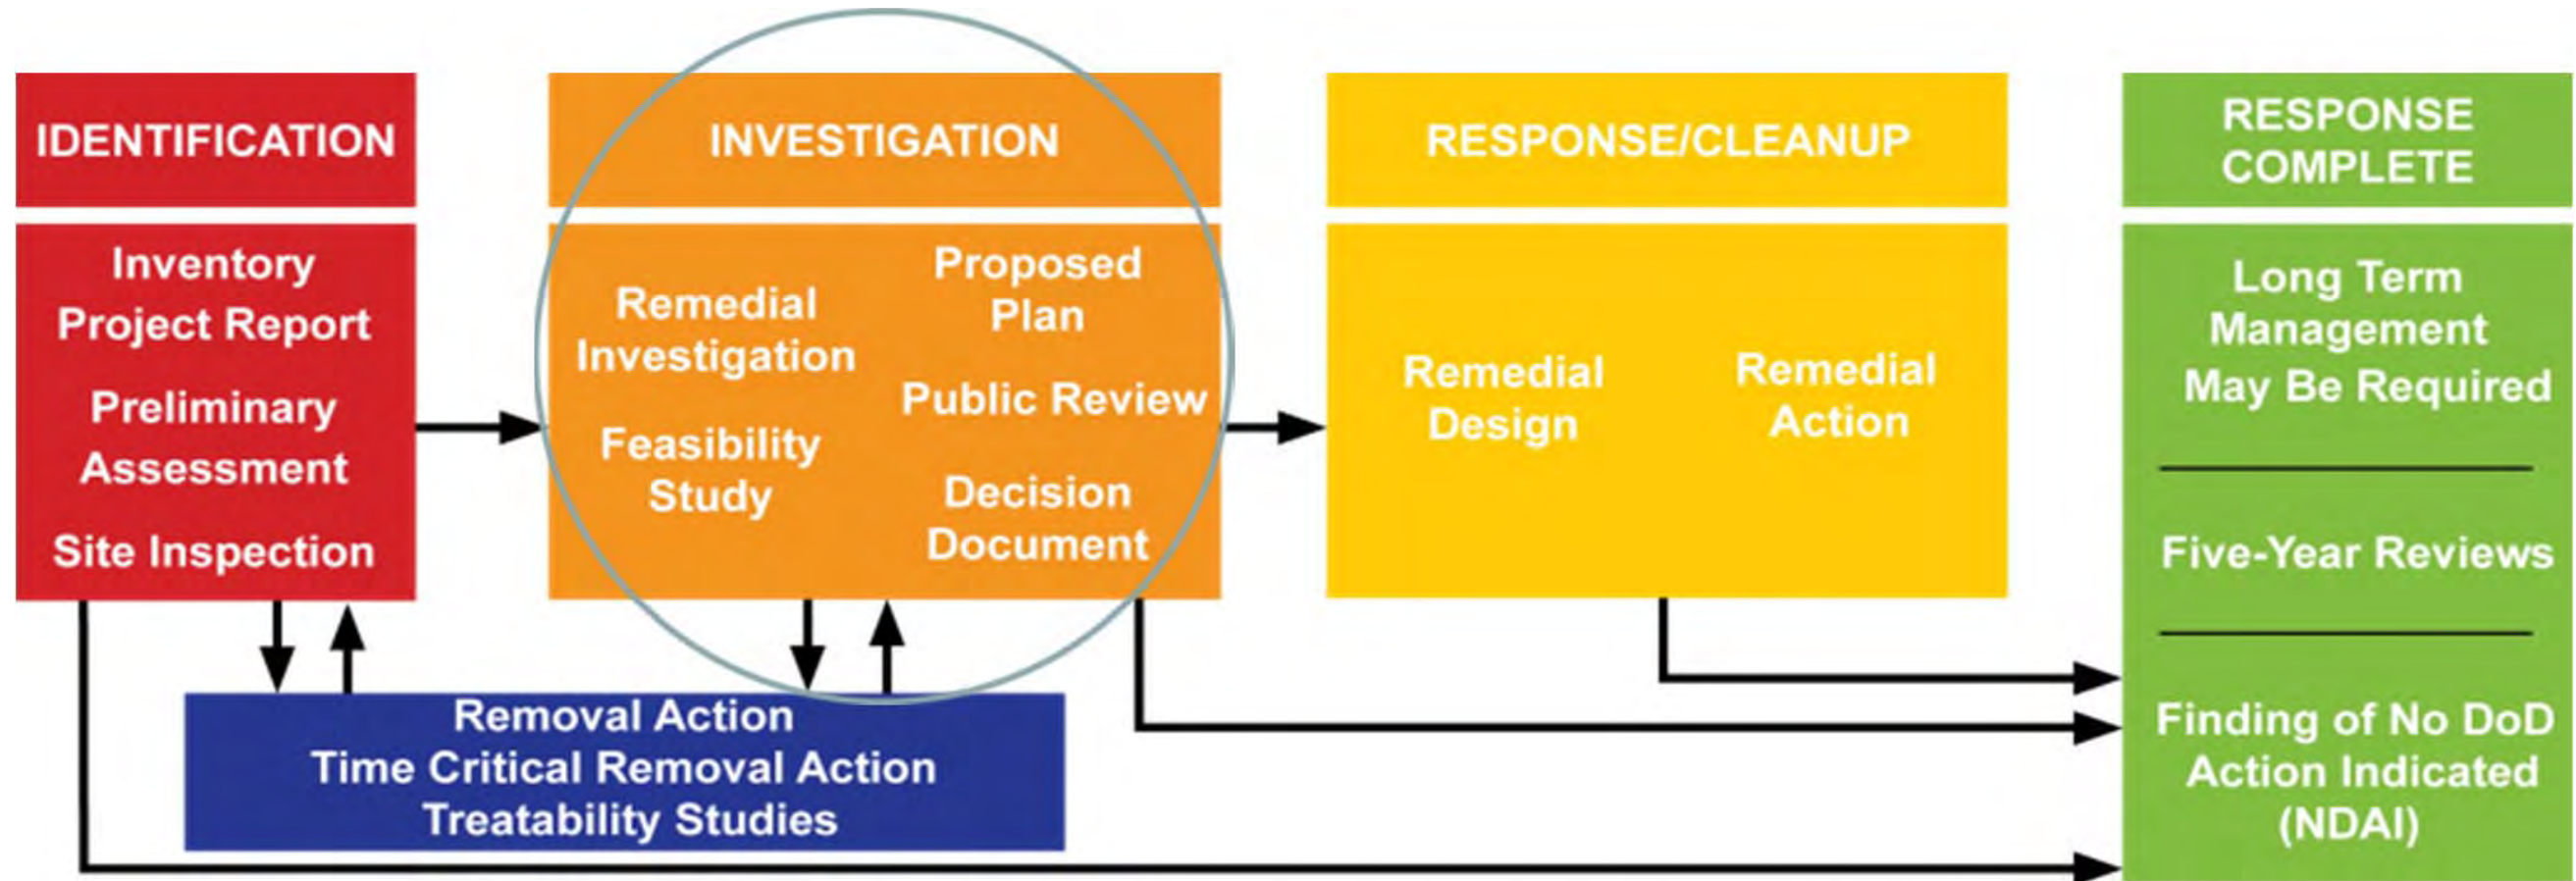 IDENTIFICATION
Inventory
Project Report
Preliminary
Assessment
Site Inspection
INVESTIGATION
Remedial
Investigation
Feasibility
Study
Proposed
Plan
Public Review
Decision
Document
RESPONSE/CLEANUP
Remedial
Design
Remedial
Action
RESPONSE
COMPLETE
Long Term
Management
May Be Required
Five-Year Reviews
Finding of No DoD
Action Indicated
(NDAI)
Removal Action
Time Critical Removal Action
Treatability Studies